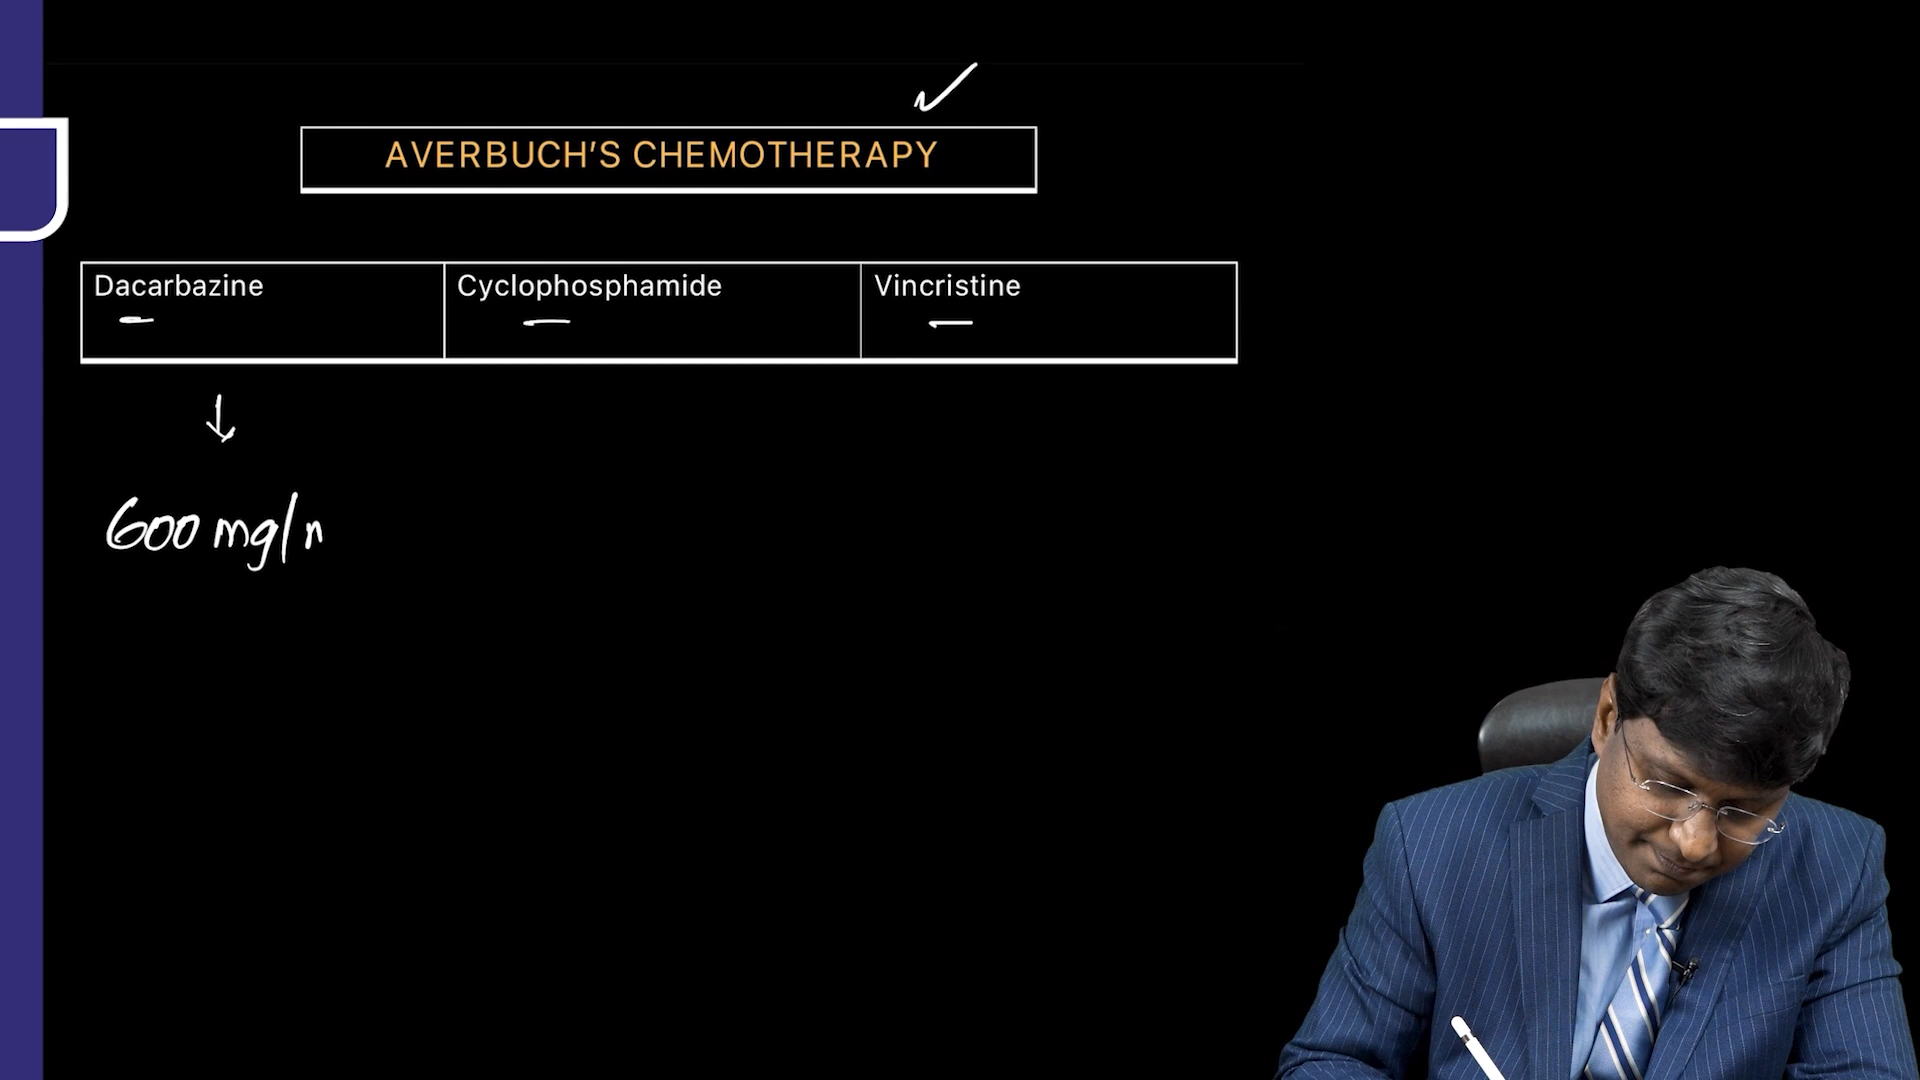 AVERBUCH'S CHEMOTHERAPY
Dacarbazine Cyclophosphamide Vincristine
600 mg/n